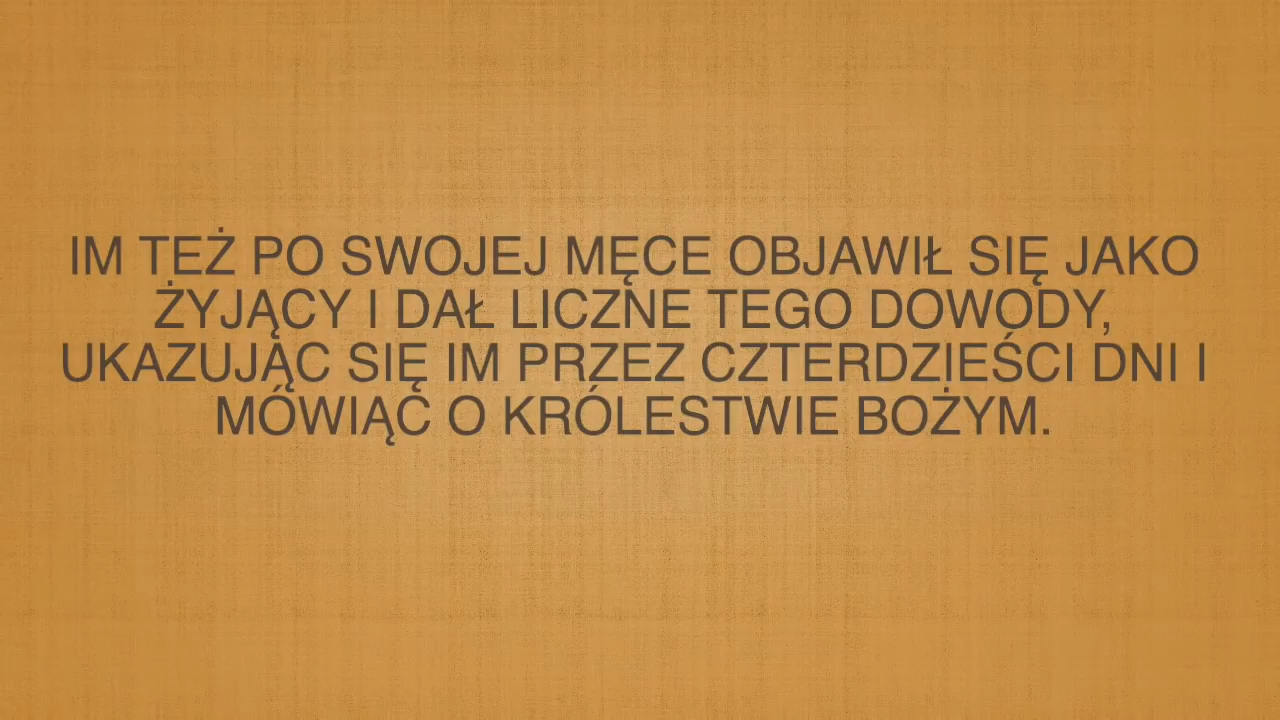 IM TEŻ PO SWOJEJ MĘCE OBJAWIŁ SIĘ JAKO
ŻYJĄCY I DAŁ LICZNE TEGO DOWODY,
UKAZUJĄC SIĘ IM PRZEZ CZTERDZIEŚCI DNI I
MÓWIĄC O KRÓLESTWIE BOŻYM.